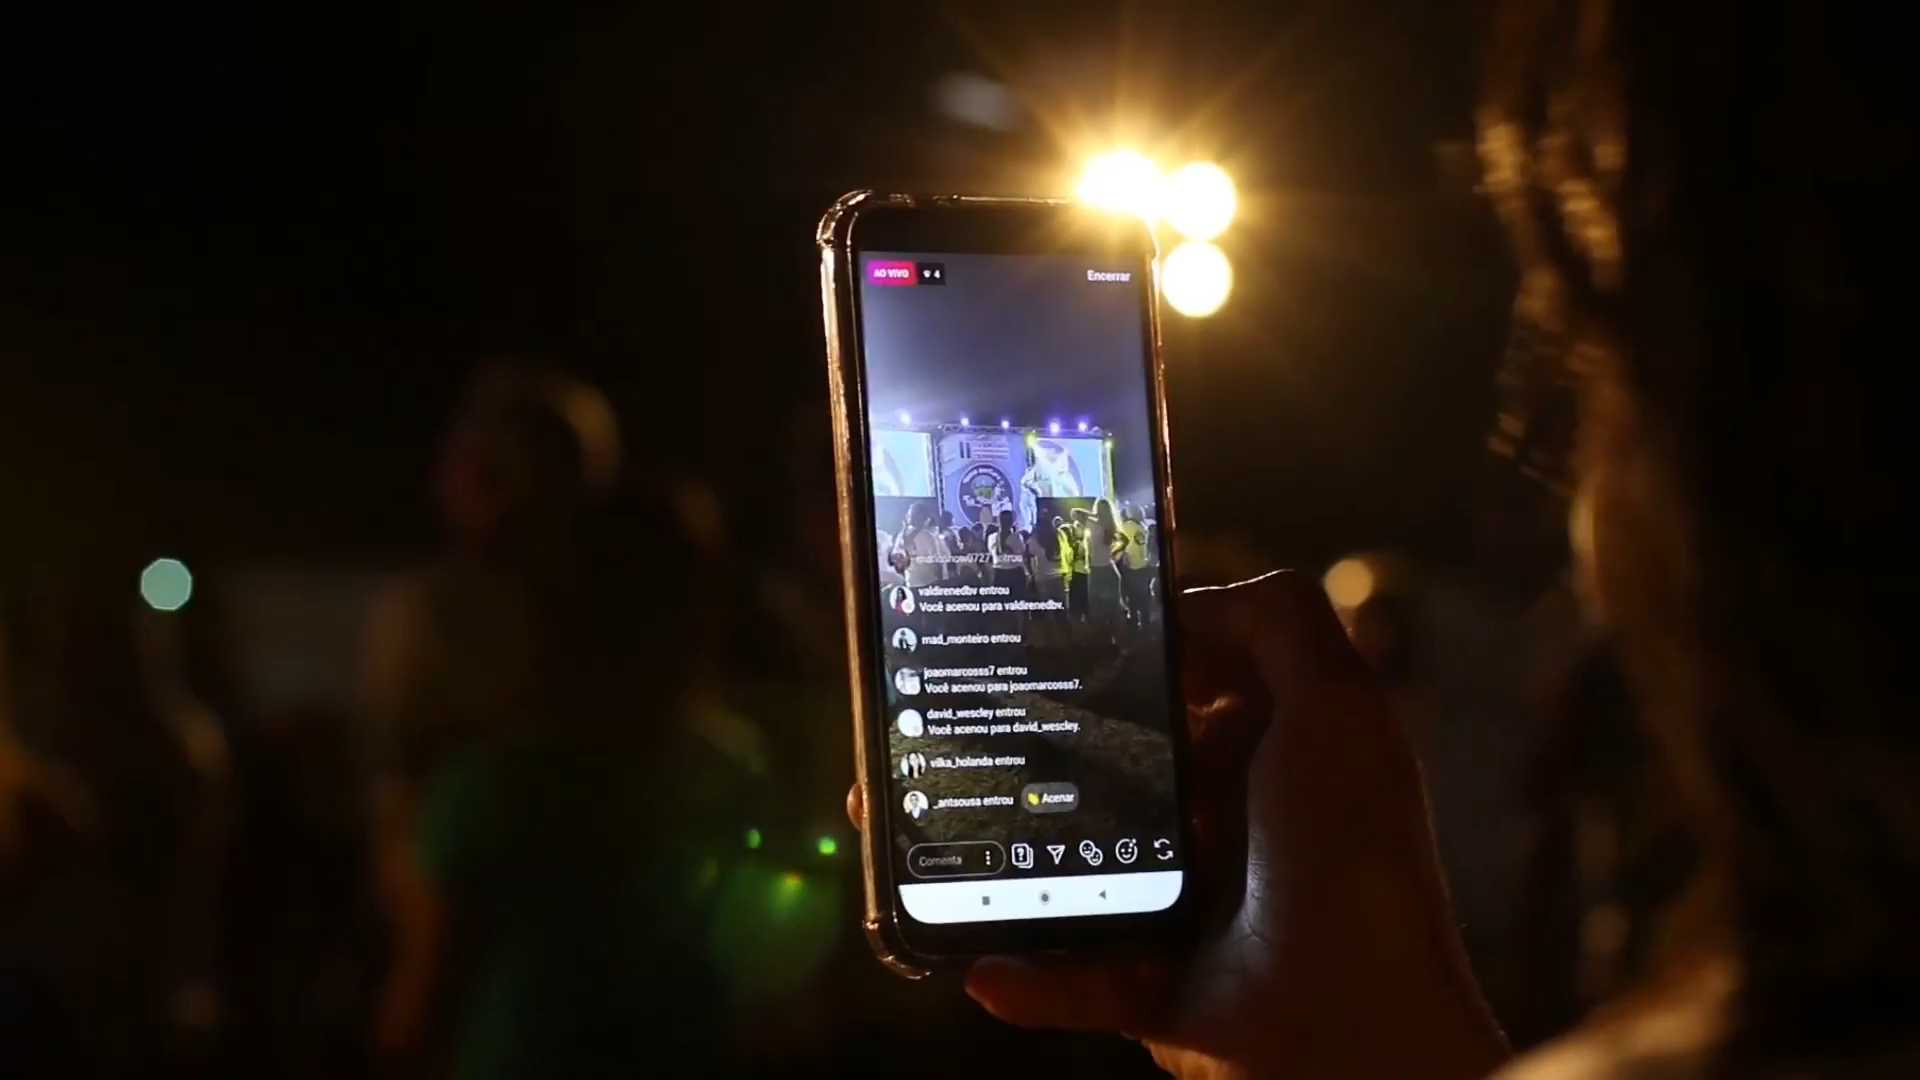 AO VIVO
4
Encerrar
valdirenedbv entrou
Você acenou para valdirenedbv.
mad_monteiro entrou
joaomarcosss7 entrou
Você acenou para joaomarcosss7.
david_wescley entrou
Você acenou para david_wescley.
vilka_holanda entrou
_antsousa entrou
Acenar
Comenta